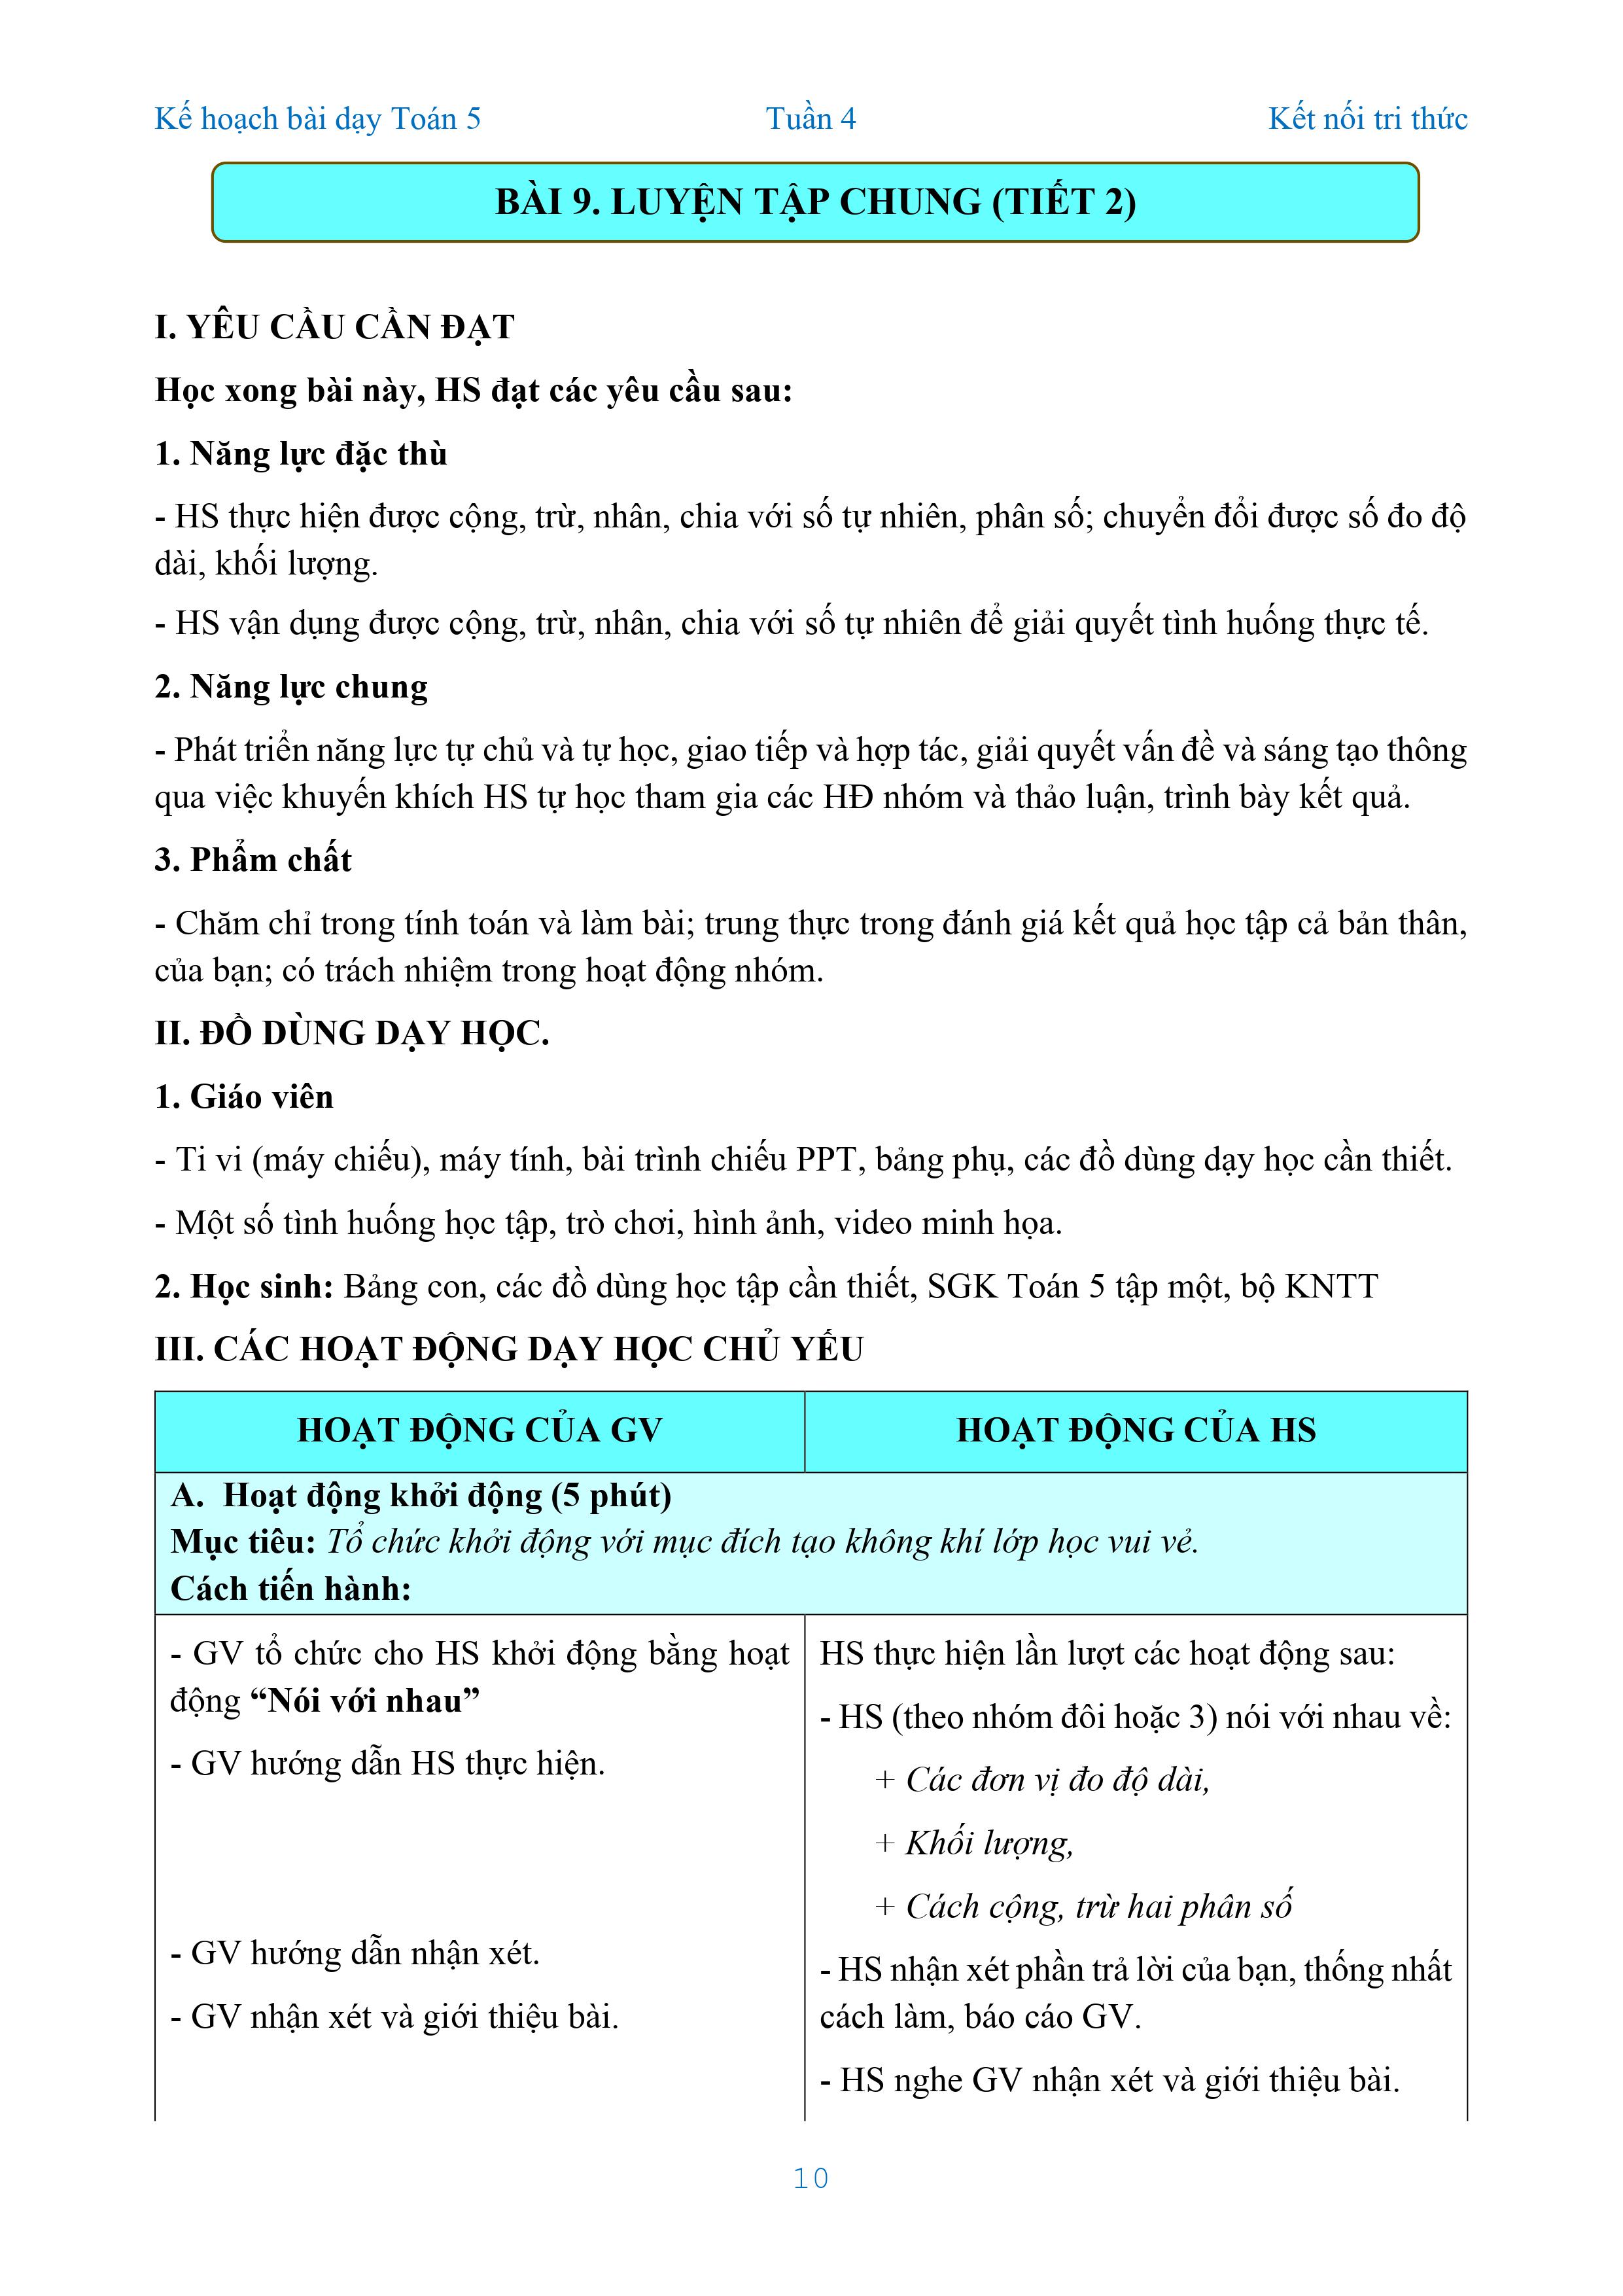 Kế hoạch bài dạy Toán 5 Tuần 4 Kết nối tri thức
BÀI 9. LUYỆN TẬP CHUNG (TIẾT 2)
I. YÊU CẦU CẦN ĐẠT
Học xong bài này, HS đạt các yêu cầu sau:
1. Năng lực đặc thù
- HS thực hiện được cộng, trừ, nhân, chia với số tự nhiên, phân số; chuyển đổi được số đo độ
dài, khối lượng.
- HS vận dụng được cộng, trừ, nhân, chia với số tự nhiên để giải quyết tình huống thực tế.
2. Năng lực chung
- Phát triển năng lực tự chủ và tự học, giao tiếp và hợp tác, giải quyết vấn đề và sáng tạo thông
qua việc khuyến khích HS tự học tham gia các HĐ nhóm và thảo luận, trình bày kết quả.
3. Phẩm chất
- Chăm chỉ trong tính toán và làm bài; trung thực trong đánh giá kết quả học tập cả bản thân,
của bạn; có trách nhiệm trong hoạt động nhóm.
II. ĐỒ DÙNG DẠY HỌC.
1. Giáo viên
- Ti vi (máy chiếu), máy tính, bài trình chiếu PPT, bảng phụ, các đồ dùng dạy học cần thiết.
- Một số tình huống học tập, trò chơi, hình ảnh, video minh họa.
2. Học sinh: Bảng con, các đồ dùng học tập cần thiết, SGK Toán 5 tập một, bộ KNTT
III. CÁC HOẠT ĐỘNG DẠY HỌC CHỦ YẾU
HOẠT ĐỘNG CỦA GV
HOẠT ĐỘNG CỦA HS
A. Hoạt động khởi động (5 phút)
Mục tiêu: Tổ chức khởi động với mục đích tạo không khí lớp học vui vẻ.
Cách tiến hành:
- GV tổ chức cho HS khởi động bằng hoạt
động “Nói với nhau”
- GV hướng dẫn HS thực hiện.
- GV hướng dẫn nhận xét.
- GV nhận xét và giới thiệu bài.
HS thực hiện lần lượt các hoạt động sau:
- HS (theo nhóm đôi hoặc 3) nói với nhau về:
+ Các đơn vị đo độ dài,
+ Khối lượng,
+ Cách cộng, trừ hai phân số
- HS nhận xét phần trả lời của bạn, thống nhất
cách làm, báo cáo GV.
- HS nghe GV nhận xét và giới thiệu bài.
10